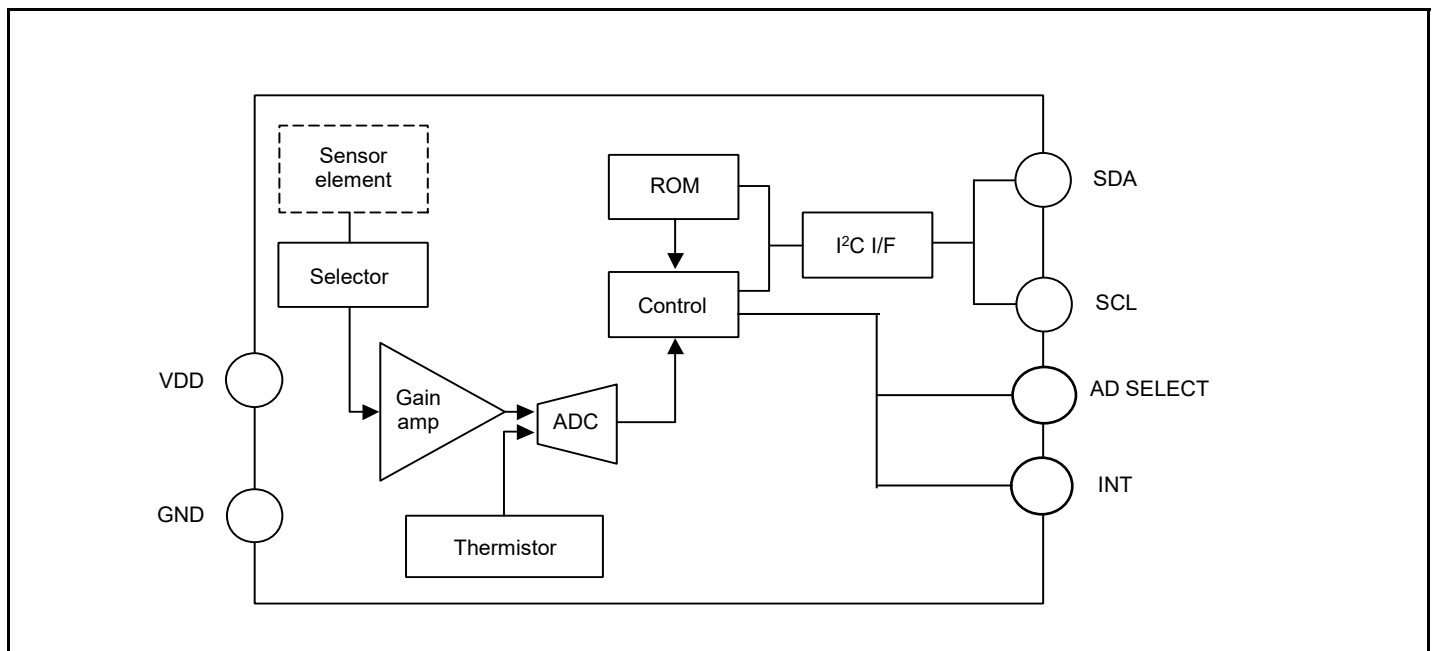 Sensor
element
Selector
ROM
Control
I²C I/F
SDA
SCL
VDD
Gain
amp
ADC
AD SELECT
GND
INT
Thermistor